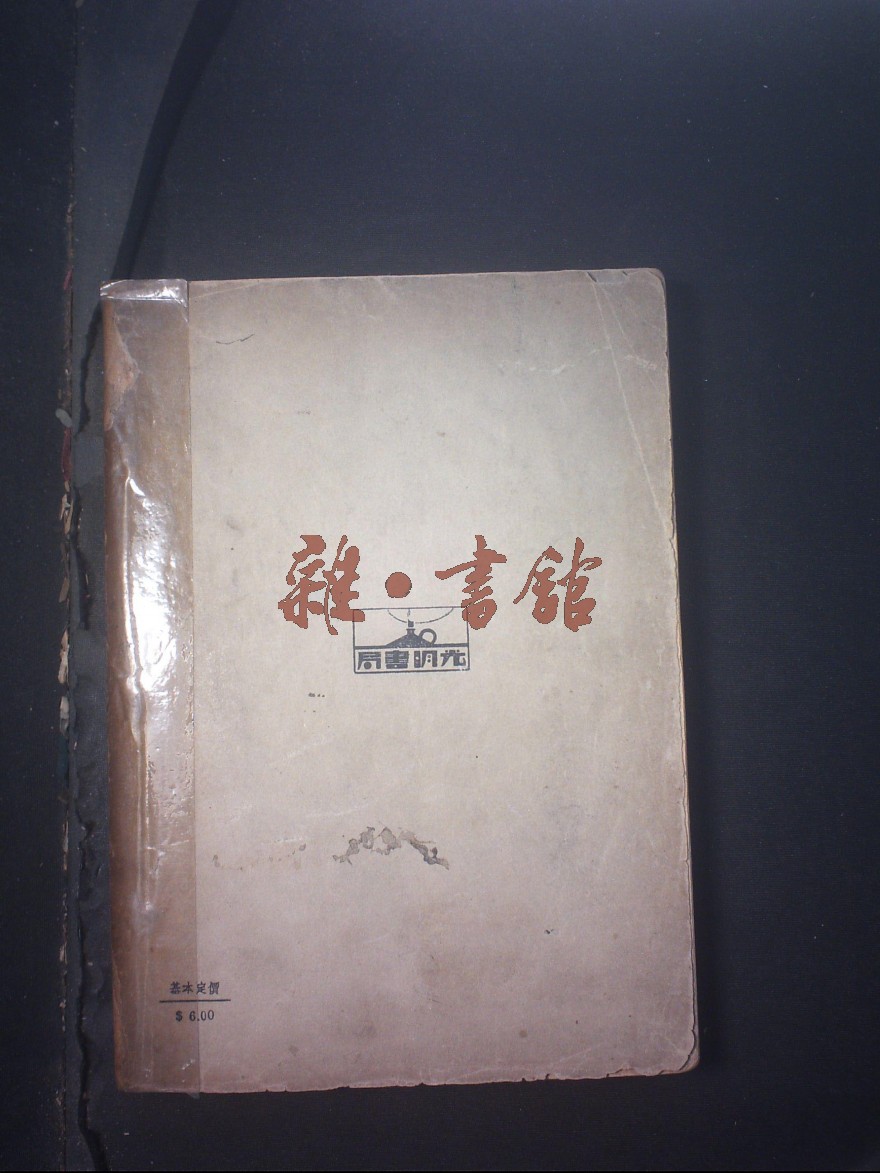 雜·書館
局書明光
基本定價
$ 6.00